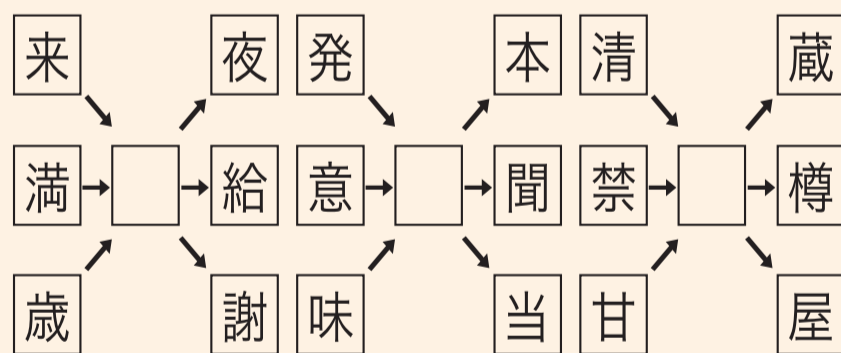 来 夜 発 本 清 蔵
満 給 意 聞 禁 樽
歳 謝 味 当 甘 屋